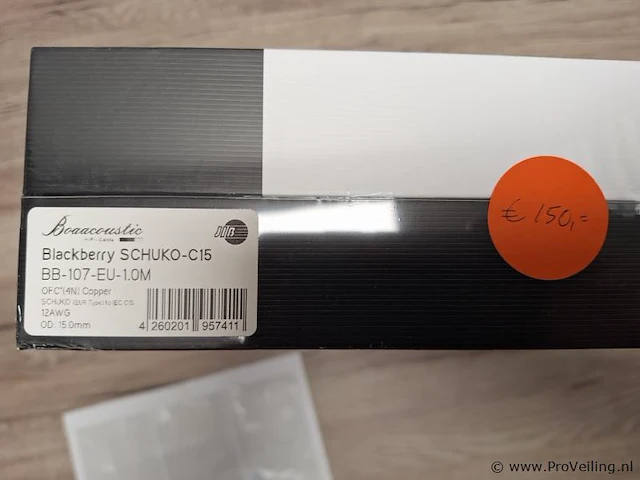 Boaacoustic
HiFi-Cable
JIB
Blackberry SCHUKO-C15
BB-107-EU-1.0M
OFC*(4N) Copper
SCHUKO (EUR Type) to IEC C15
12AWG
OD: 15.0mm
4 260201 957411
€ 150,=
© www.ProVeiling.nl